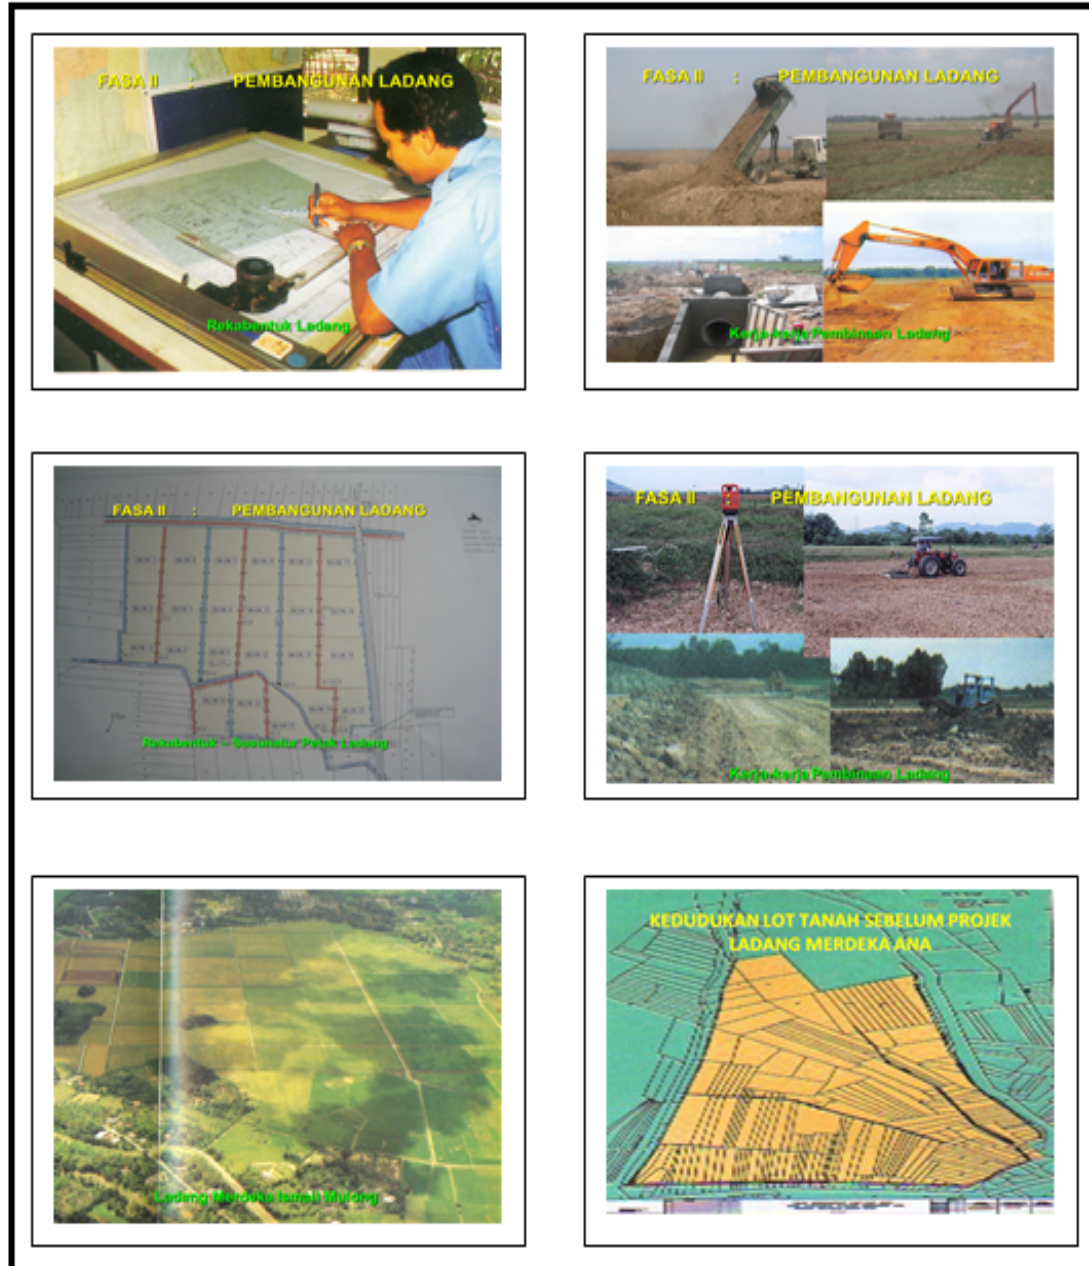 FASA II : PEMBANGUNAN LADANG
Rekabentuk Ladang
FASA II : PEMBANGUNAN LADANG
Kerja-kerja Pembinaan Ladang
FASA II : PEMBANGUNAN LADANG
Rekabentuk – Susunatur Petak Ladang
FASA II : PEMBANGUNAN LADANG
Kerja-kerja Pembinaan Ladang
Ladang Merdeka Ismail Mulong
KEDUDUKAN LOT TANAH SEBELUM PROJEK
LADANG MERDEKA ANA